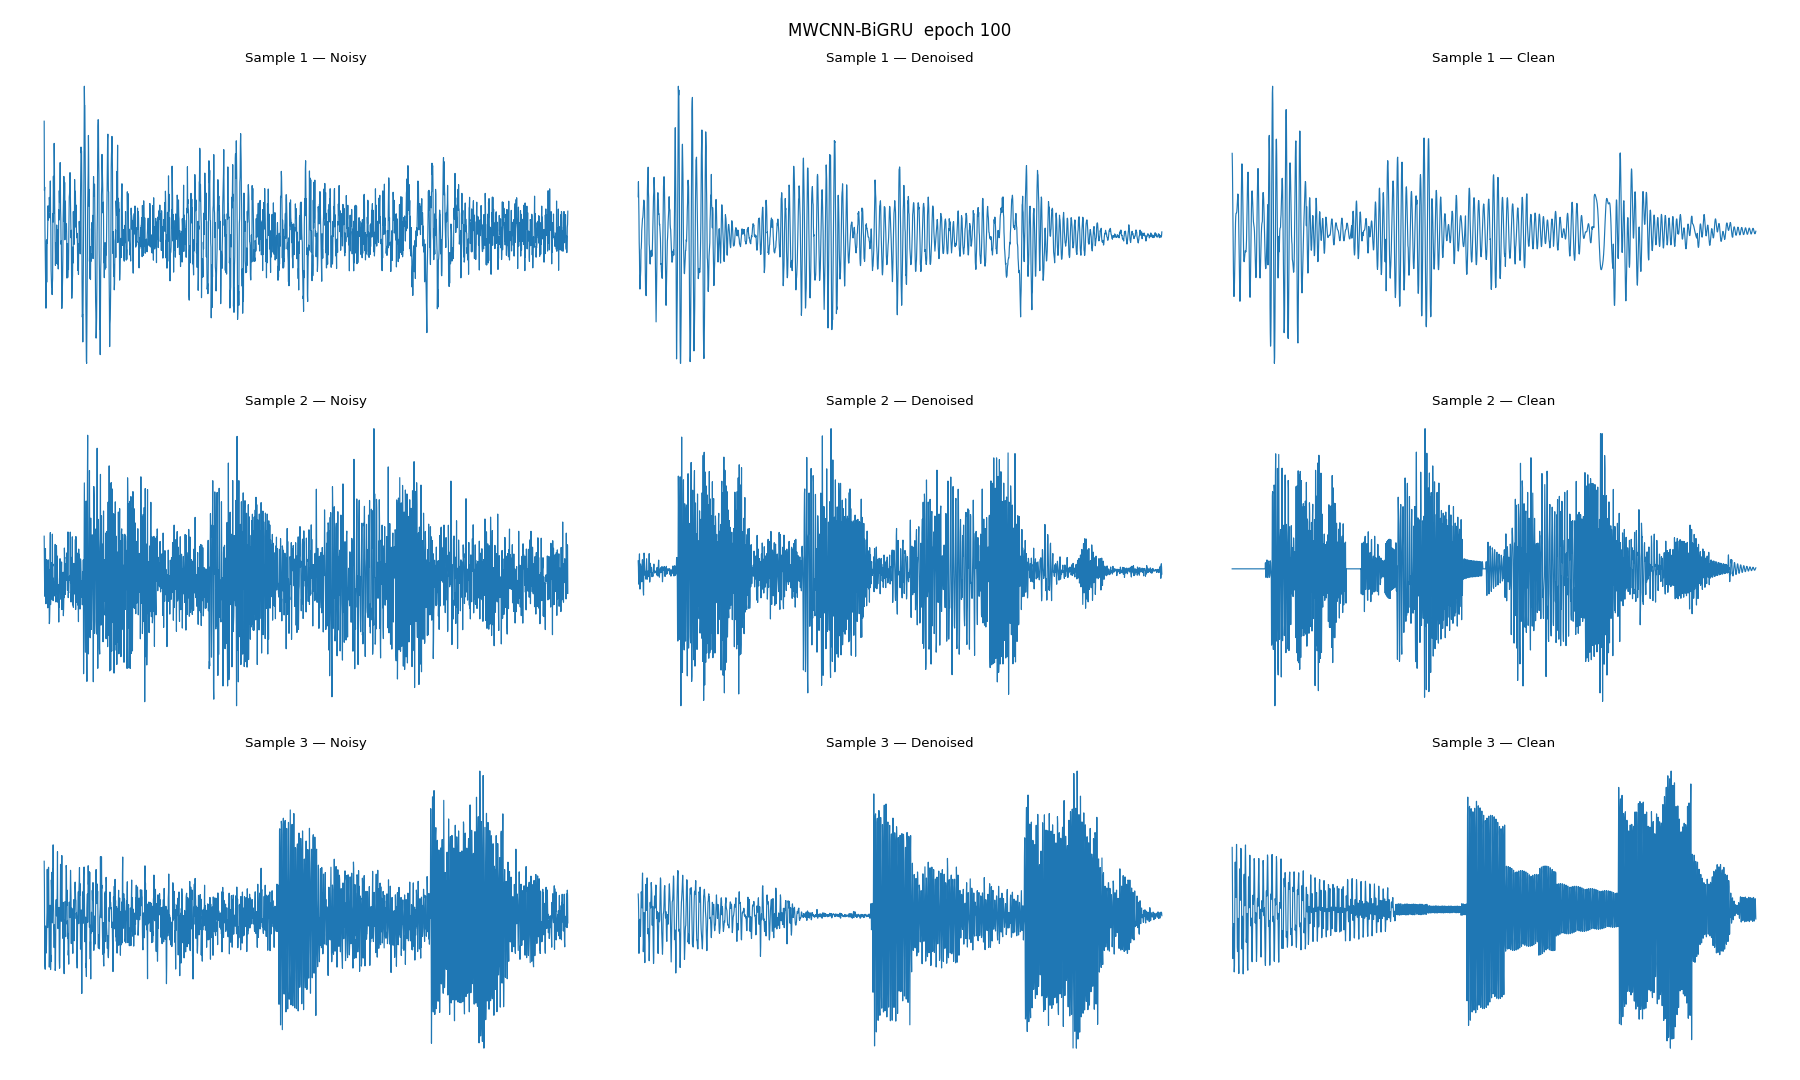 MWCNN-BiGRU  epoch 100
Sample 1 — Noisy
Sample 1 — Denoised
Sample 1 — Clean
Sample 2 — Noisy
Sample 2 — Denoised
Sample 2 — Clean
Sample 3 — Noisy
Sample 3 — Denoised
Sample 3 — Clean